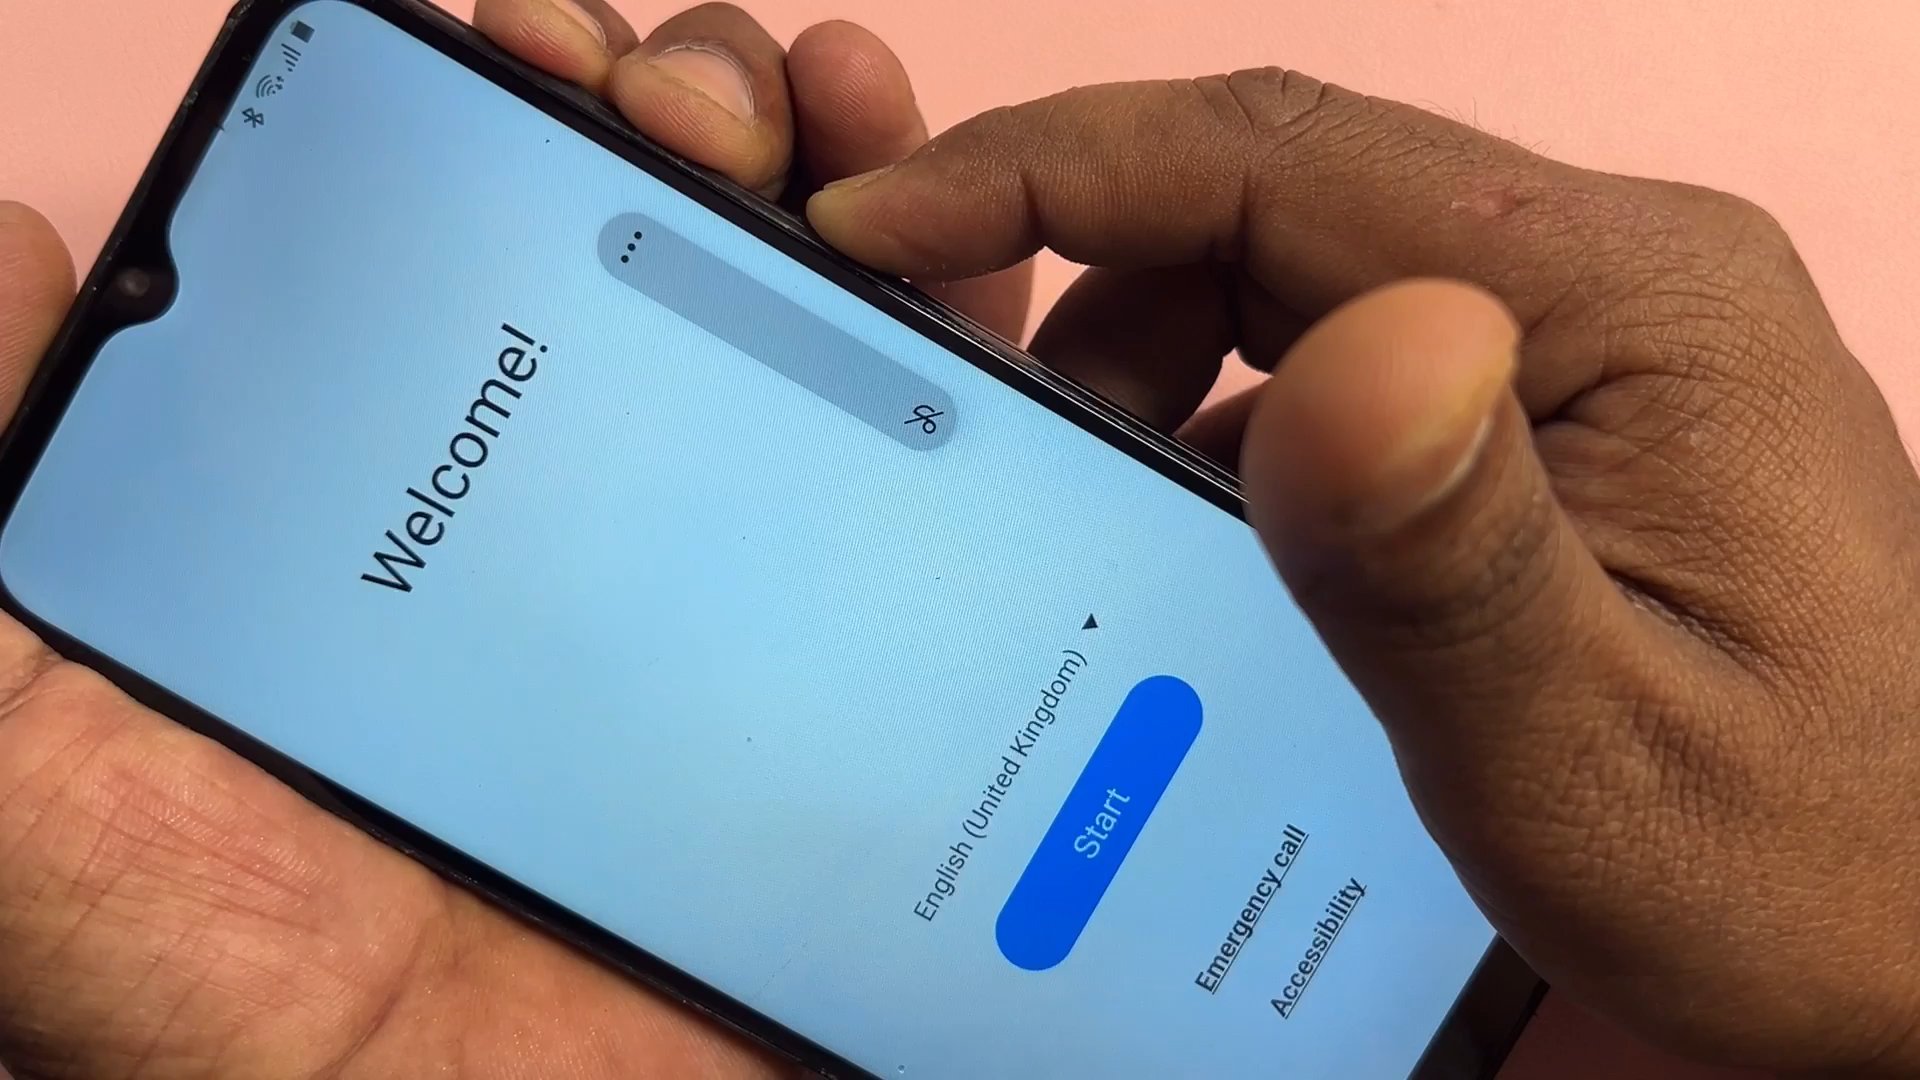 Welcome!
English (United Kingdom)
Start
Emergency call
Accessibility